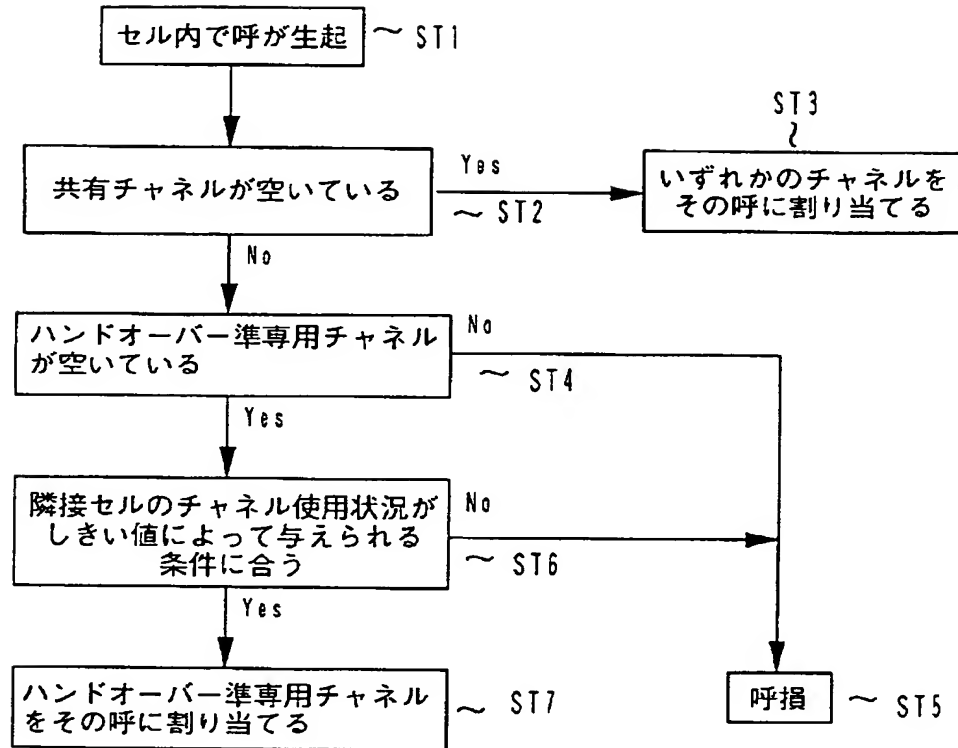 セル内で呼が生起
～ ST1
共有チャネルが空いている
Yes
～ ST2
ST3
～
いずれかのチャネルを
その呼に割り当てる
No
ハンドオーバー準専用チャネル
が空いている
No
～ ST4
Yes
隣接セルのチャネル使用状況が
しきい値によって与えられる
条件に合う
No
～ ST6
Yes
ハンドオーバー準専用チャネル
をその呼に割り当てる
～ ST7
呼損
～ ST5